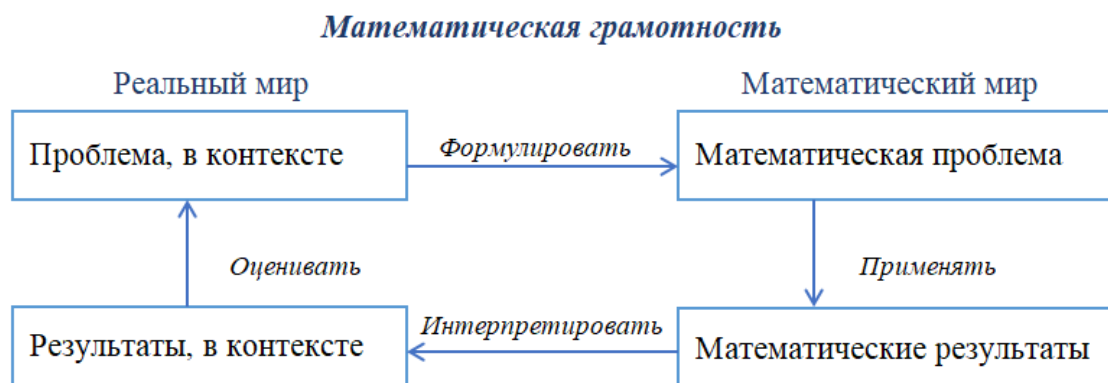 Математическая грамотность
Реальный мир
Математический мир
Проблема, в контексте
Формулировать
Математическая проблема
Оценивать
Применять
Результаты, в контексте
Интерпретировать
Математические результаты